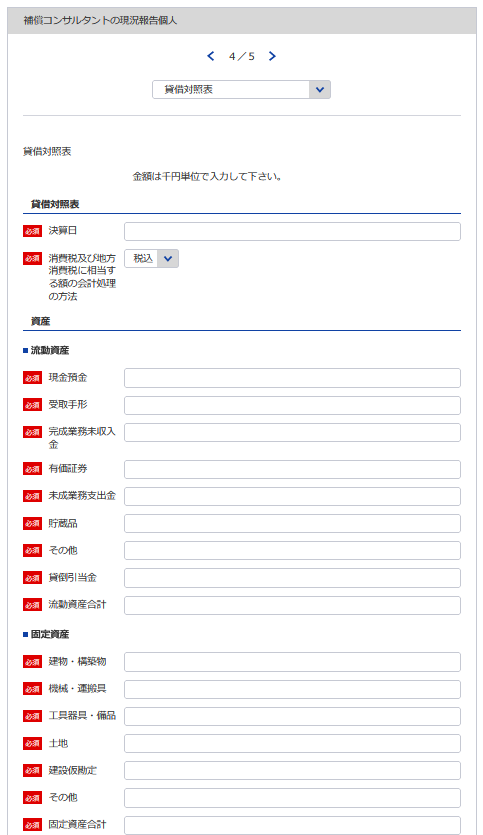 補償コンサルタントの現況報告個人
4／5
貸借対照表
貸借対照表
金額は千円単位で入力して下さい。
貸借対照表
必須 決算日
必須 消費税及び地方 税込
消費税に相当す
る額の会計処理
の方法
資産
流動資産
必須 現金預金
必須 受取手形
必須 完成業務未収入
金
必須 有価証券
必須 未成業務支出金
必須 貯蔵品
必須 その他
必須 貸倒引当金
必須 流動資産合計
固定資産
必須 建物・構築物
必須 機械・運搬具
必須 工具器具・備品
必須 土地
必須 建設仮勘定
必須 その他
必須 固定資産合計